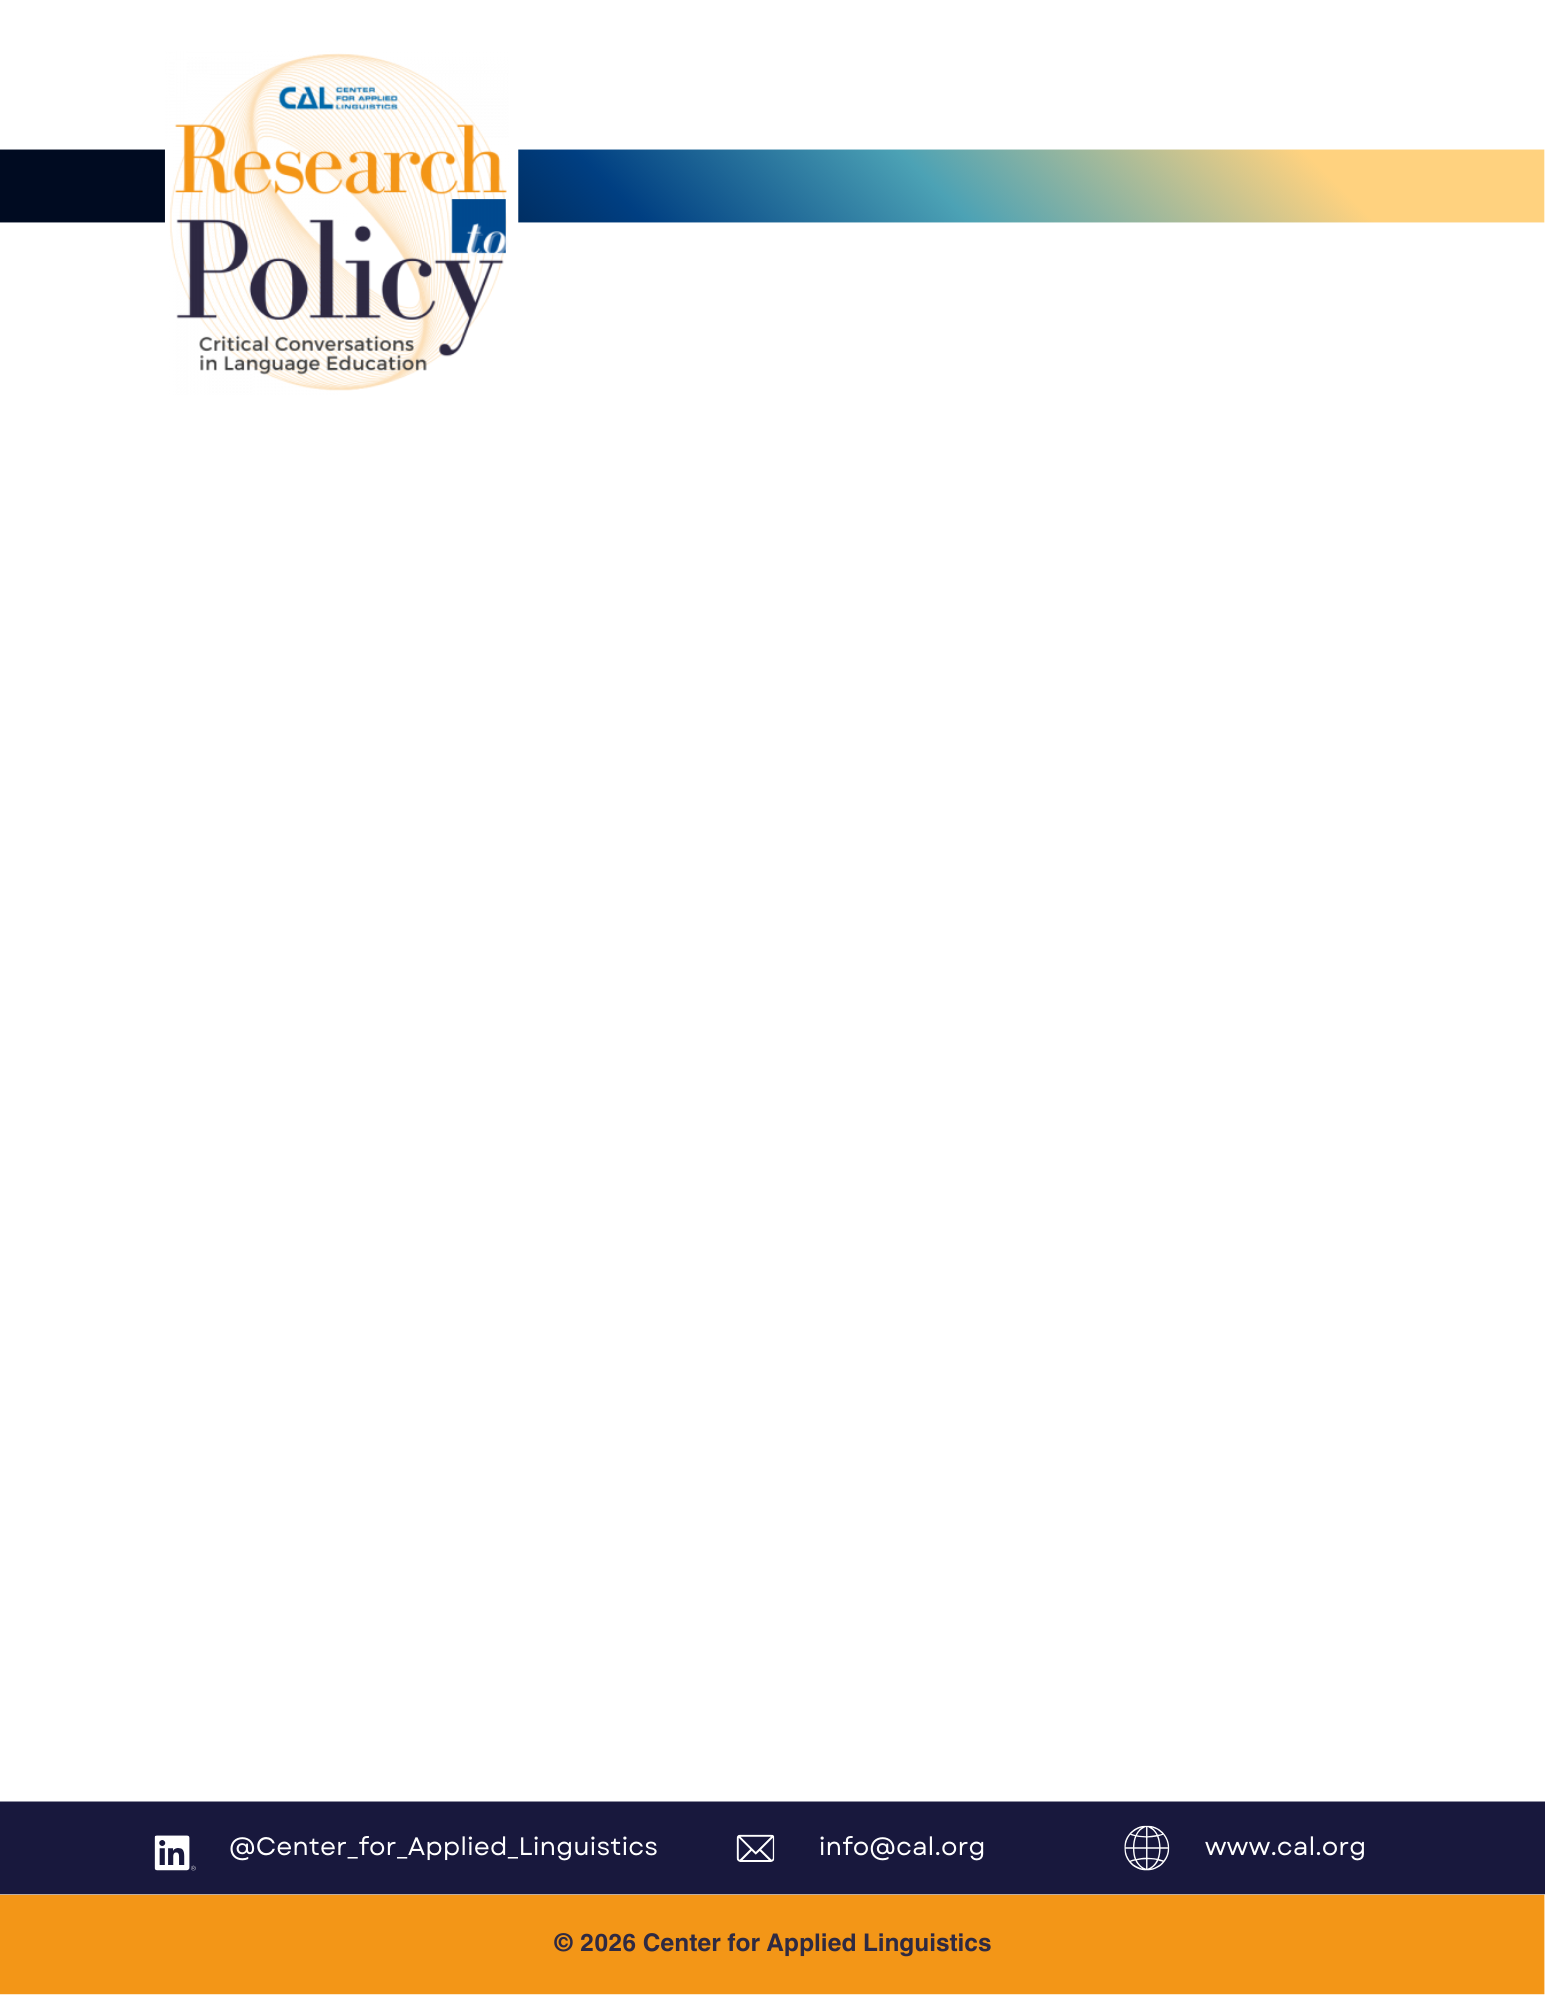 CAL CENTER
FOR APPLIED
LINGUISTICS
Research
to
Policy
Critical Conversations
in Language Education
in @Center_for_Applied_Linguistics
info@cal.org
www.cal.org
© 2026 Center for Applied Linguistics